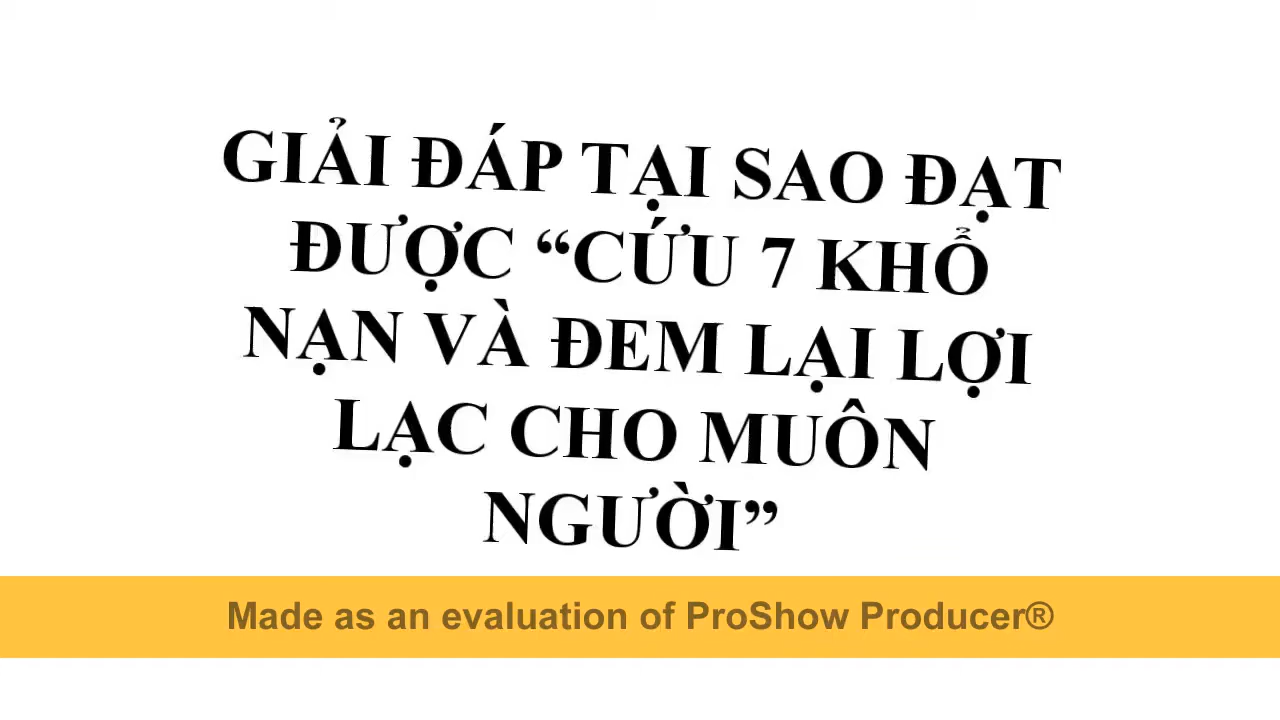 GIẢI ĐÁP TẠI SAO ĐẠT
ĐƯỢC “CỨU 7 KHỔ
NẠN VÀ ĐEM LẠI LỢI
LẠC CHO MUÔN
NGƯỜI”
Made as an evaluation of ProShow Producer®